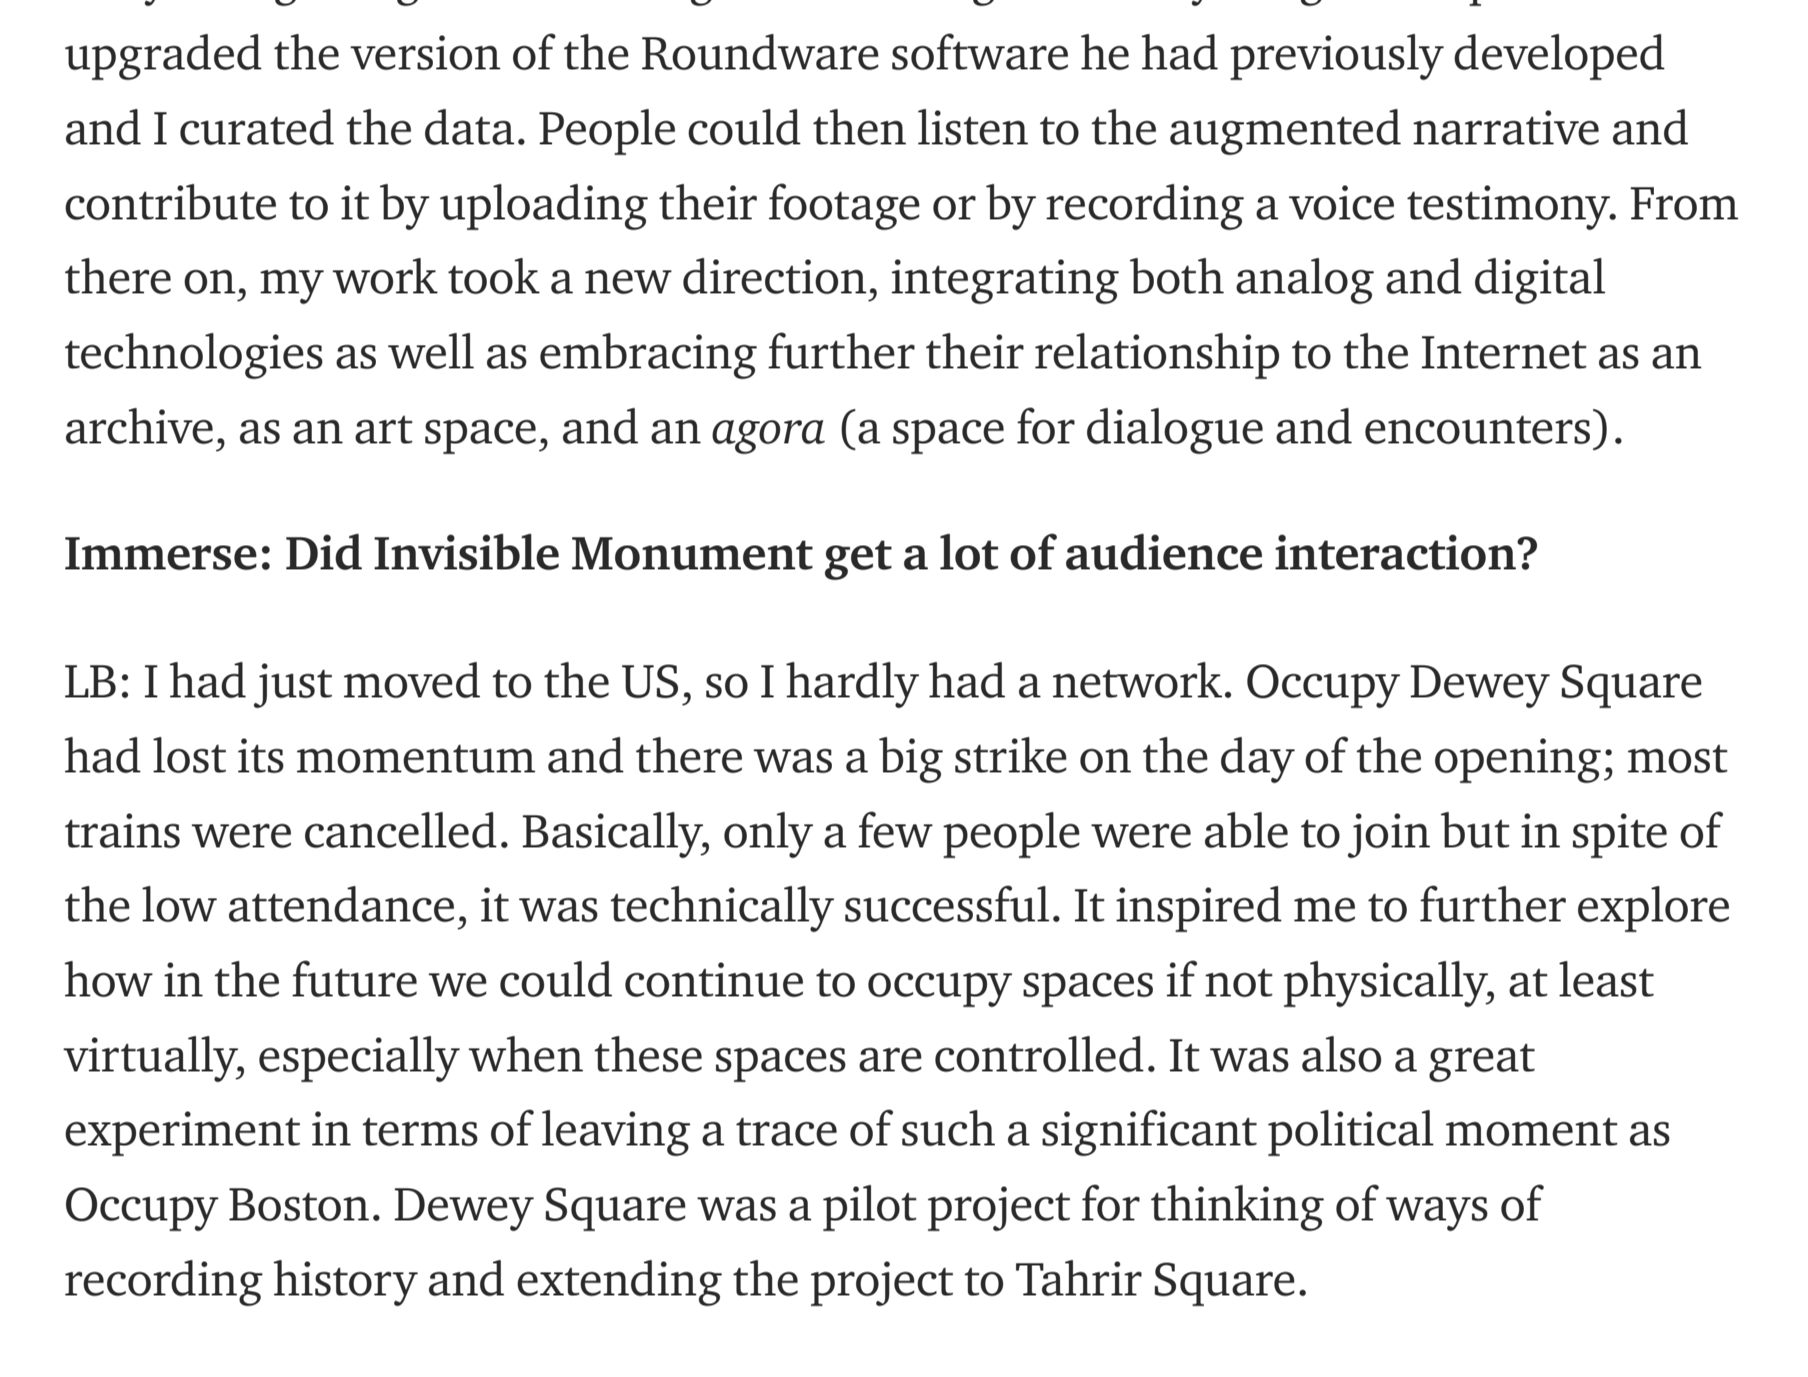 upgraded the version of the Roundware software he had previously developed
and I curated the data. People could then listen to the augmented narrative and
contribute to it by uploading their footage or by recording a voice testimony. From
there on, my work took a new direction, integrating both analog and digital
technologies as well as embracing further their relationship to the Internet as an
archive, as an art space, and an agora (a space for dialogue and encounters).
Immerse: Did Invisible Monument get a lot of audience interaction?
LB: I had just moved to the US, so I hardly had a network. Occupy Dewey Square
had lost its momentum and there was a big strike on the day of the opening; most
trains were cancelled. Basically, only a few people were able to join but in spite of
the low attendance, it was technically successful. It inspired me to further explore
how in the future we could continue to occupy spaces if not physically, at least
virtually, especially when these spaces are controlled. It was also a great
experiment in terms of leaving a trace of such a significant political moment as
Occupy Boston. Dewey Square was a pilot project for thinking of ways of
recording history and extending the project to Tahrir Square.